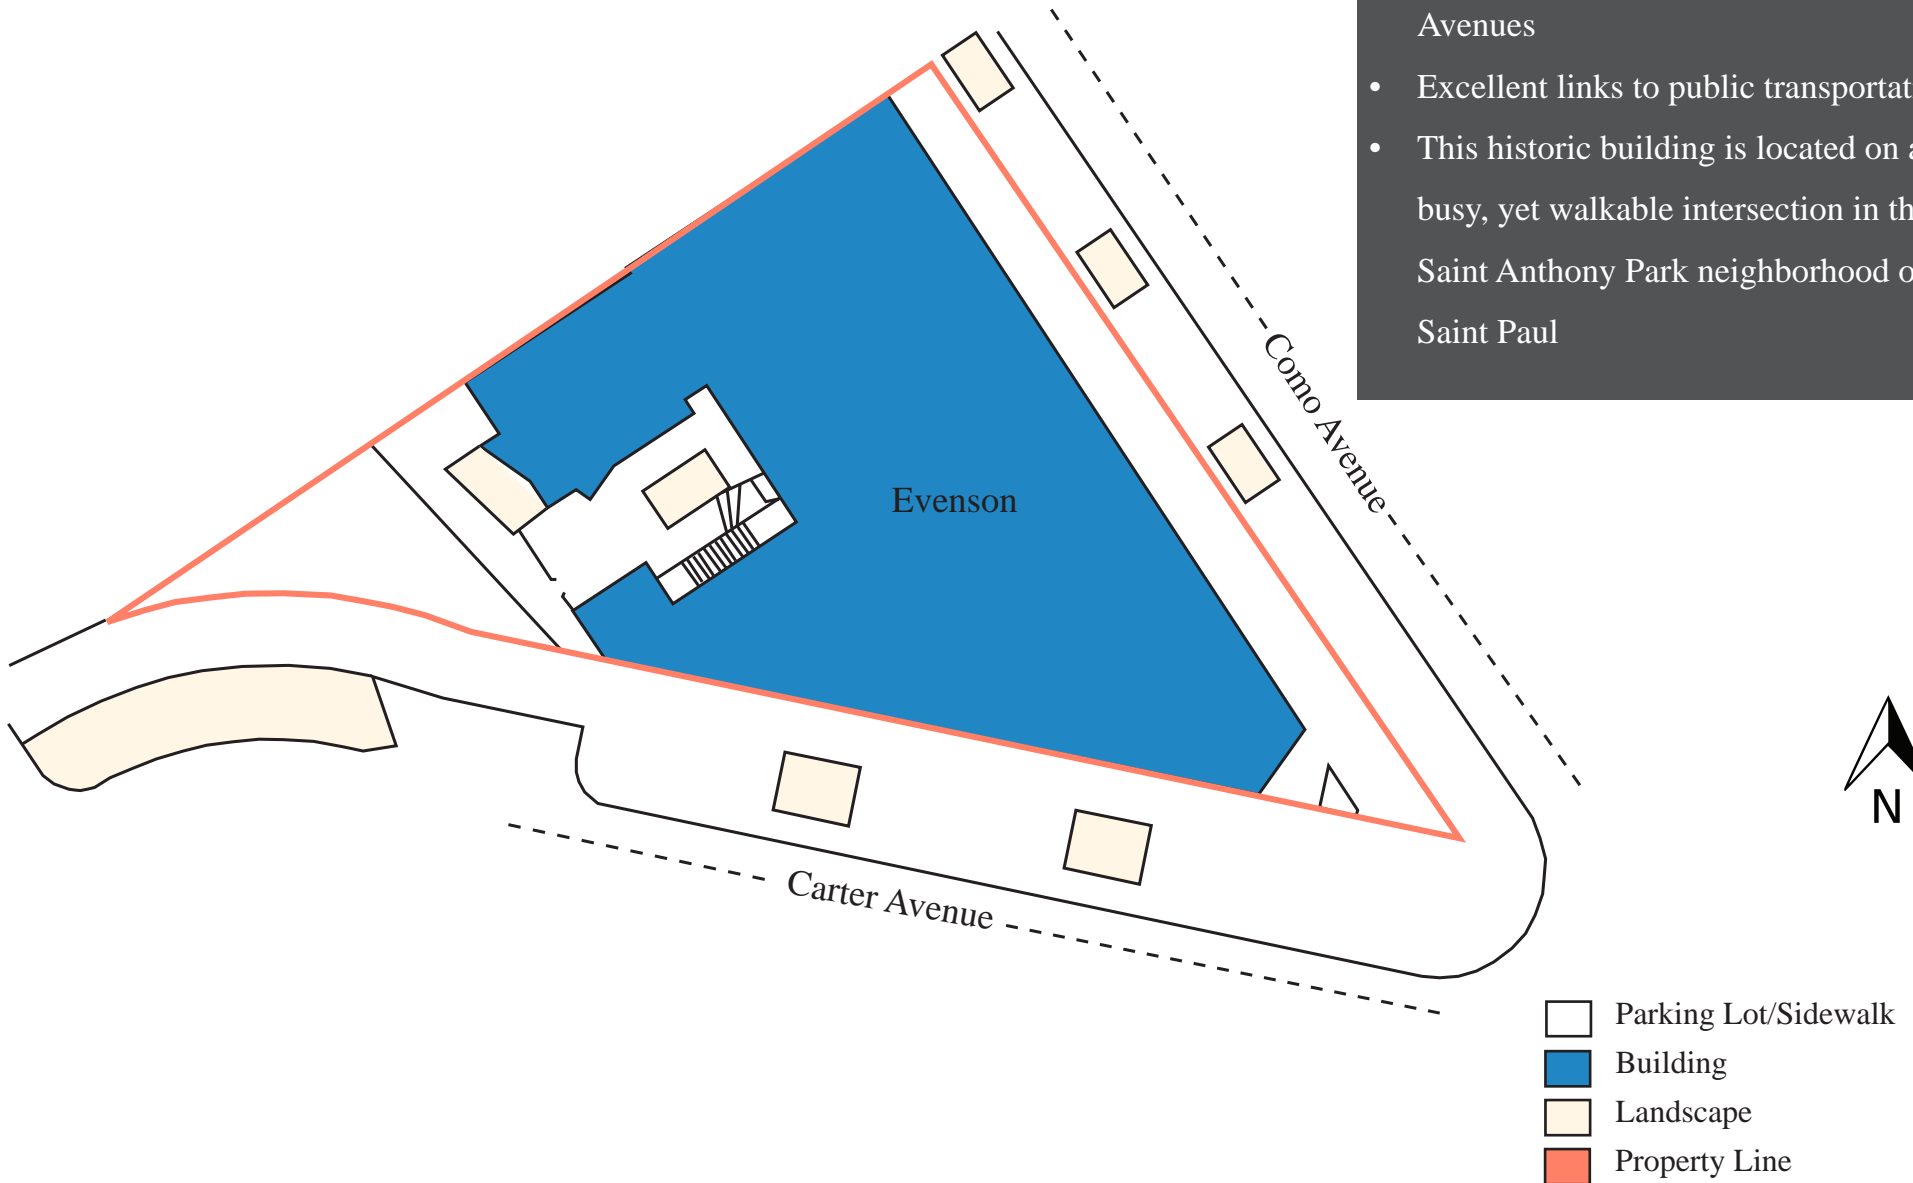 Avenues
• Excellent links to public transportat
• This historic building is located on a
busy, yet walkable intersection in th
Saint Anthony Park neighborhood o
Saint Paul
Como Avenue
Evenson
Carter Avenue
N
Parking Lot/Sidewalk
Building
Landscape
Property Line